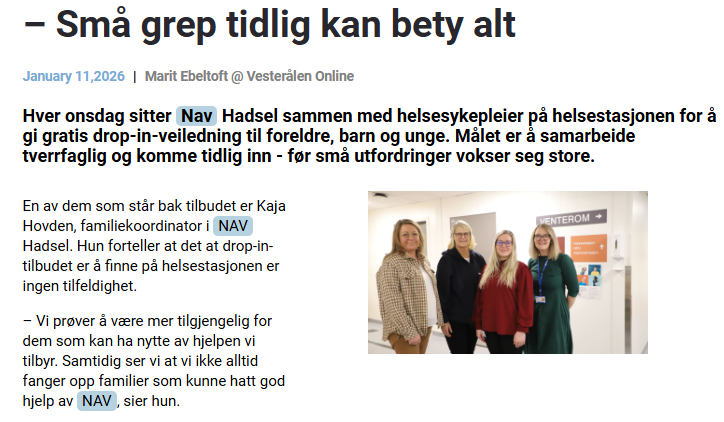 – Små grep tidlig kan bety alt
January 11,2026 | Marit Ebeltoft @ Vesterålen Online
Hver onsdag sitter Nav Hadsel sammen med helsesykepleier på helsestasjonen for å
gi gratis drop-in-veiledning til foreldre, barn og unge. Målet er å samarbeide
tverrfaglig og komme tidlig inn - før små utfordringer vokser seg store.
En av dem som står bak tilbudet er Kaja
Hovden, familiekoordinator i NAV
Hadsel. Hun forteller at det at drop-in-
tilbudet er å finne på helsestasjonen er
ingen tilfeldighet.
– Vi prøver å være mer tilgjengelig for
dem som kan ha nytte av hjelpen vi
tilbyr. Samtidig ser vi at vi ikke alltid
fanger opp familier som kunne hatt god
hjelp av NAV, sier hun.
VENTEROM